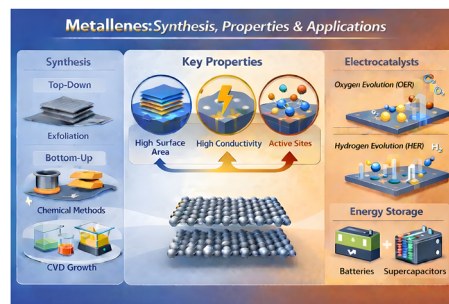 Metallenes: Synthesis, Properties & Applications
Synthesis
Top-Down
Exfoliation
Bottom-Up
Chemical Methods
CVD Growth
Key Properties
High Surface
Area
High Conductivity
Active Sites
Electrocatalysts
Oxygen Evolution (OER)
Hydrogen Evolution (HER)
H₂
Energy Storage
Batteries
Supercapacitors